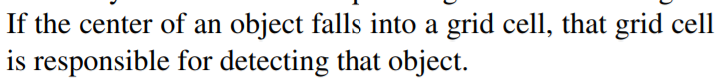 If the center of an object falls into a grid cell, that grid cell
is responsible for detecting that object.